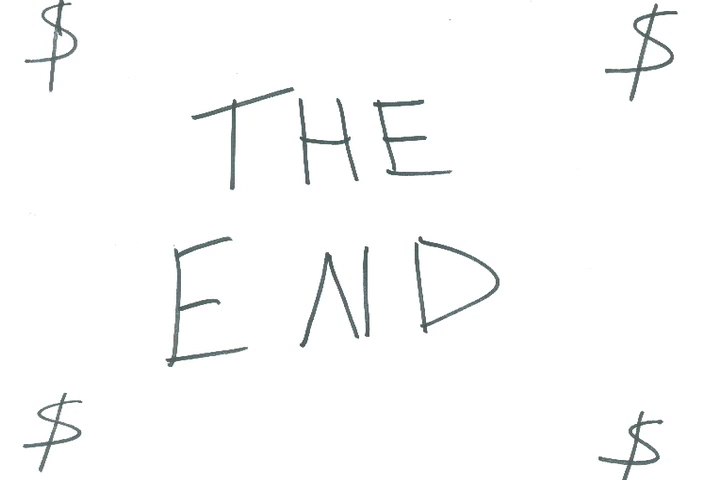 $ $
THE
END
$ $